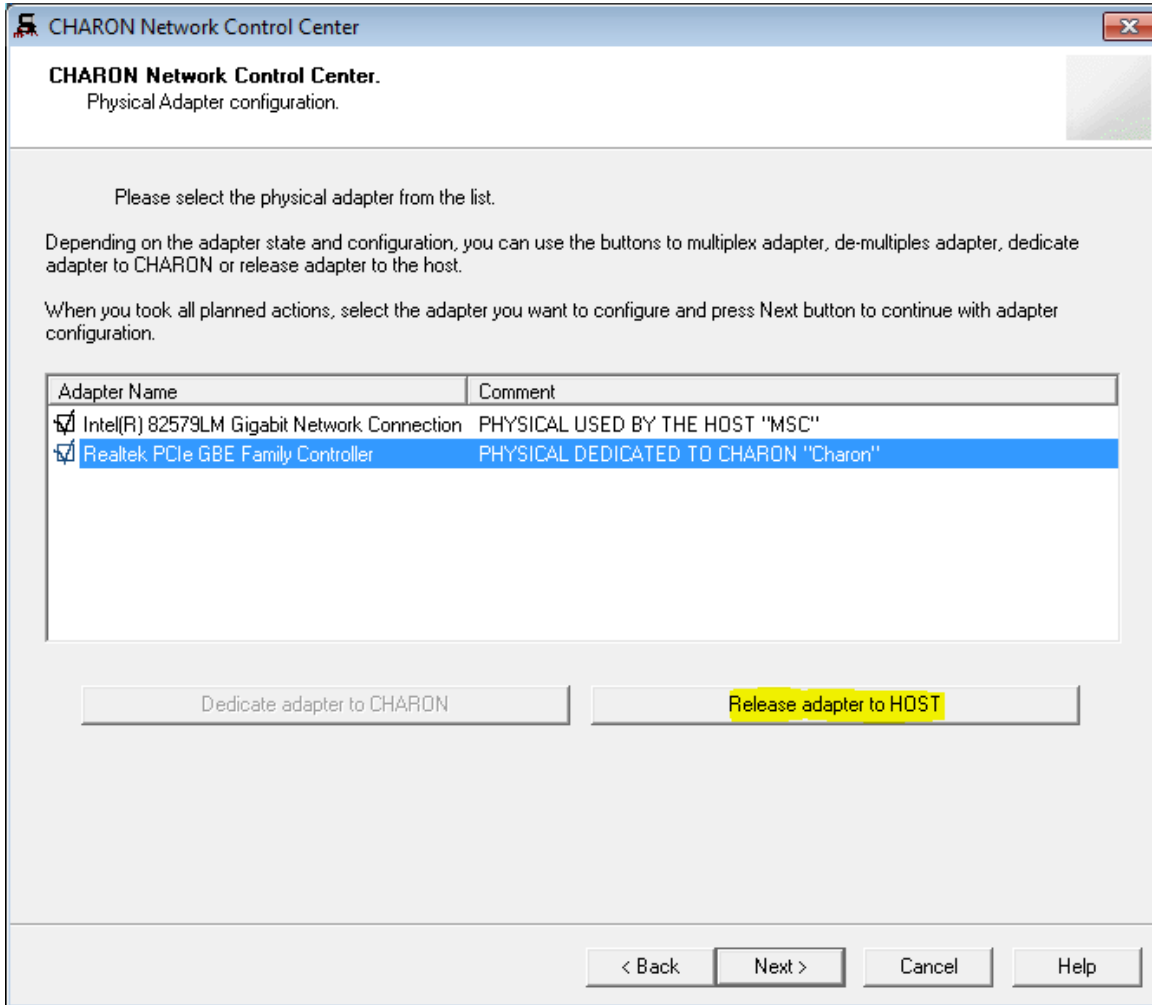 CHARON Network Control Center
CHARON Network Control Center.
Physical Adapter configuration.
Please select the physical adapter from the list.
Depending on the adapter state and configuration, you can use the buttons to multiplex adapter, de-multiples adapter, dedicate
adapter to CHARON or release adapter to the host.
When you took all planned actions, select the adapter you want to configure and press Next button to continue with adapter
configuration.
Adapter Name Comment
Intel(R) 82579LM Gigabit Network Connection PHYSICAL USED BY THE HOST "MSC"
Realtek PCIe GBE Family Controller PHYSICAL DEDICATED TO CHARON "Charon"
Dedicate adapter to CHARON Release adapter to HOST
< Back Next > Cancel Help